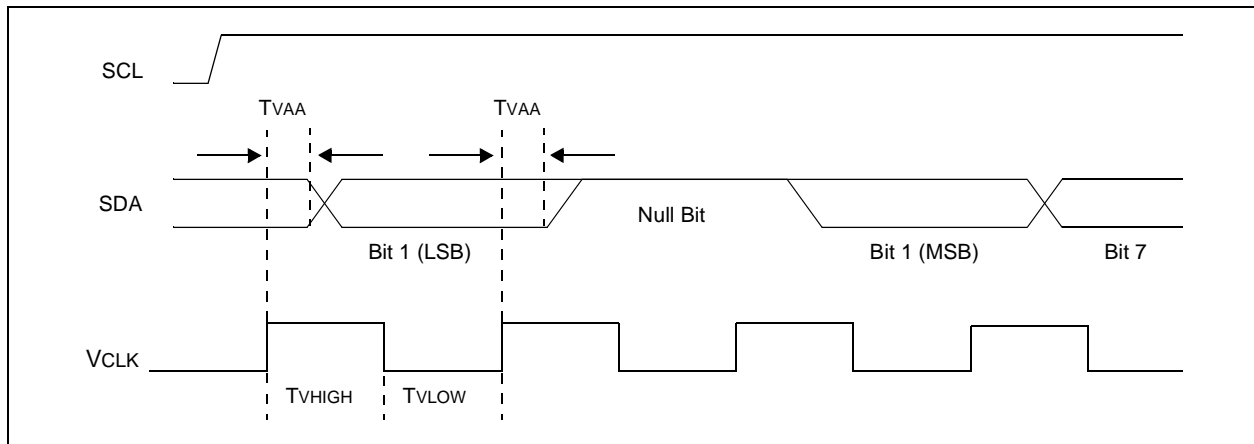 SCL
TVAA TVAA
SDA
Null Bit
Bit 1 (LSB) Bit 1 (MSB) Bit 7
VCLK
TVHIGH TVLOW